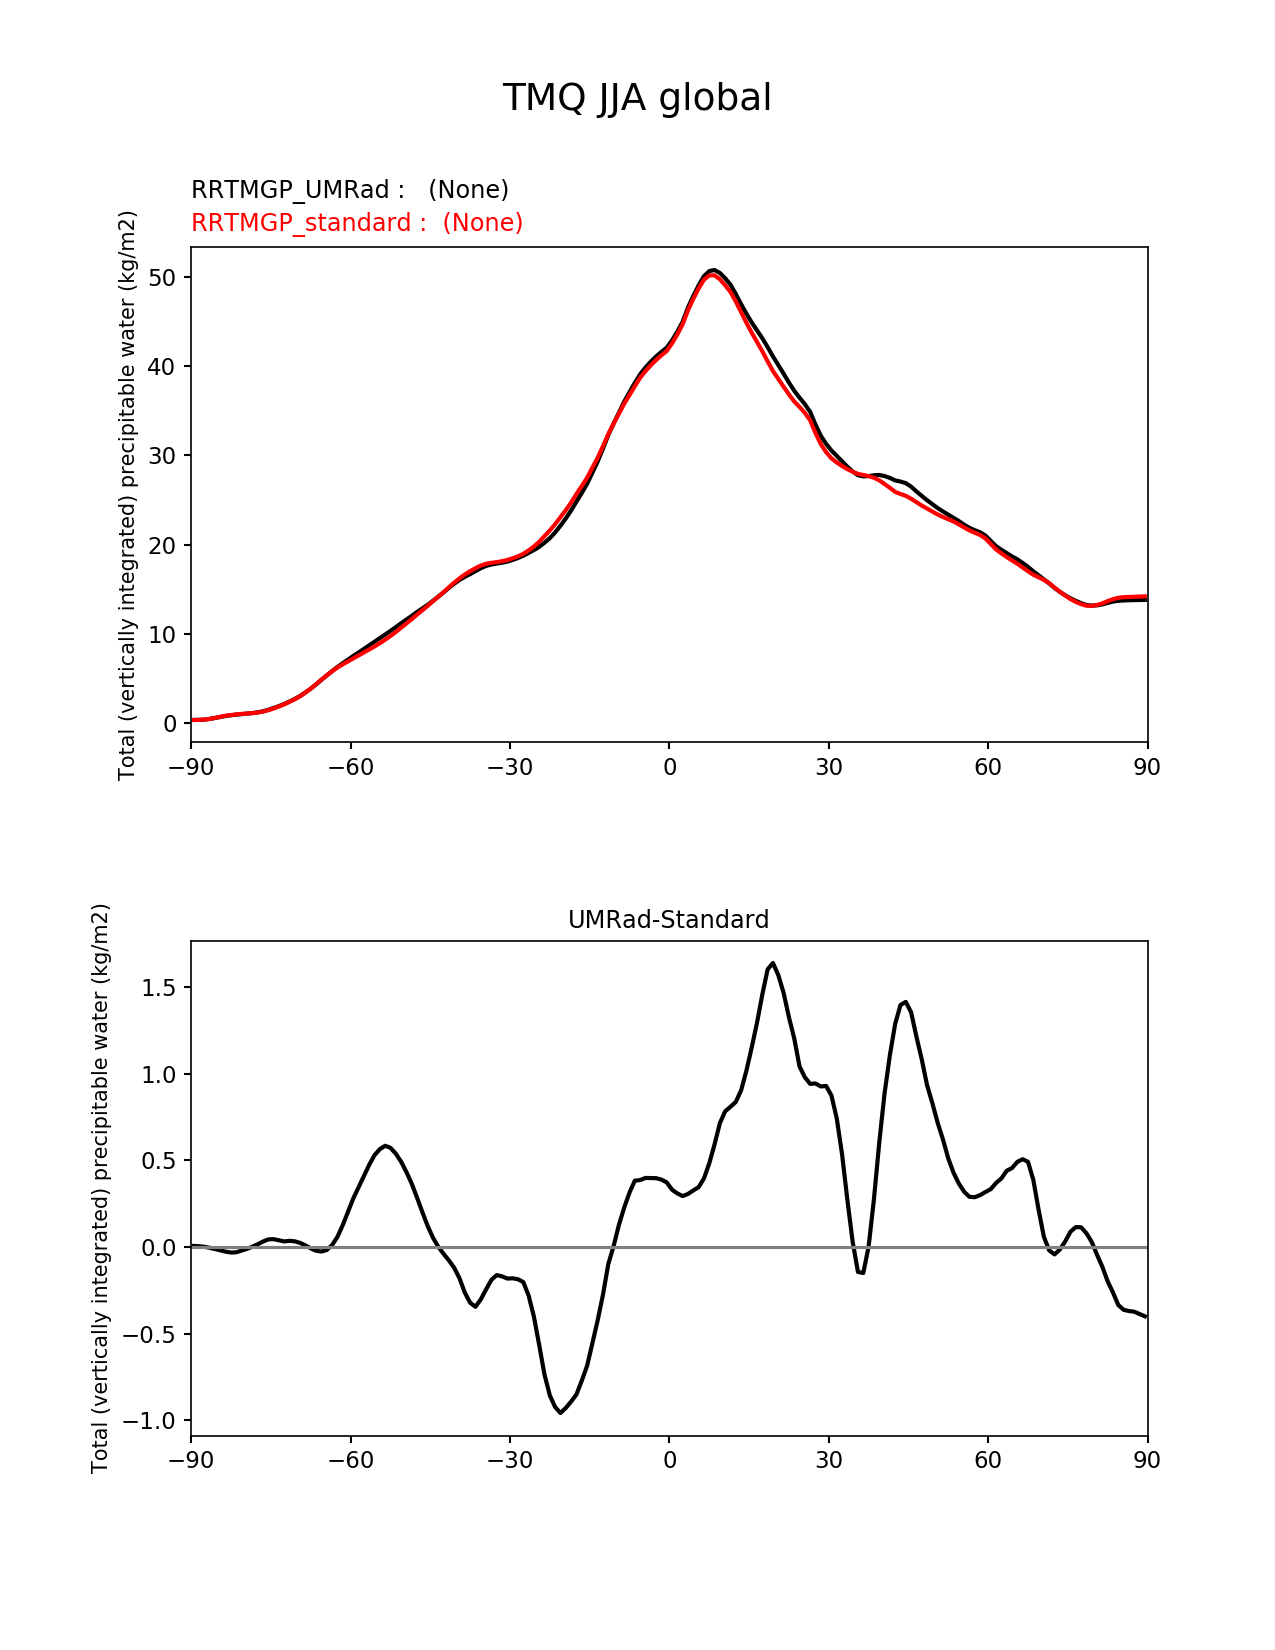 TMQ JJA global
RRTMGP_UMRad :   (None)
RRTMGP_standard :  (None)
Total (vertically integrated) precipitable water (kg/m2)
50
40
30
20
10
0
−90 −60 −30 0 30 60 90
UMRad-Standard
Total (vertically integrated) precipitable water (kg/m2)
1.5
1.0
0.5
0.0
−0.5
−1.0
−90 −60 −30 0 30 60 90